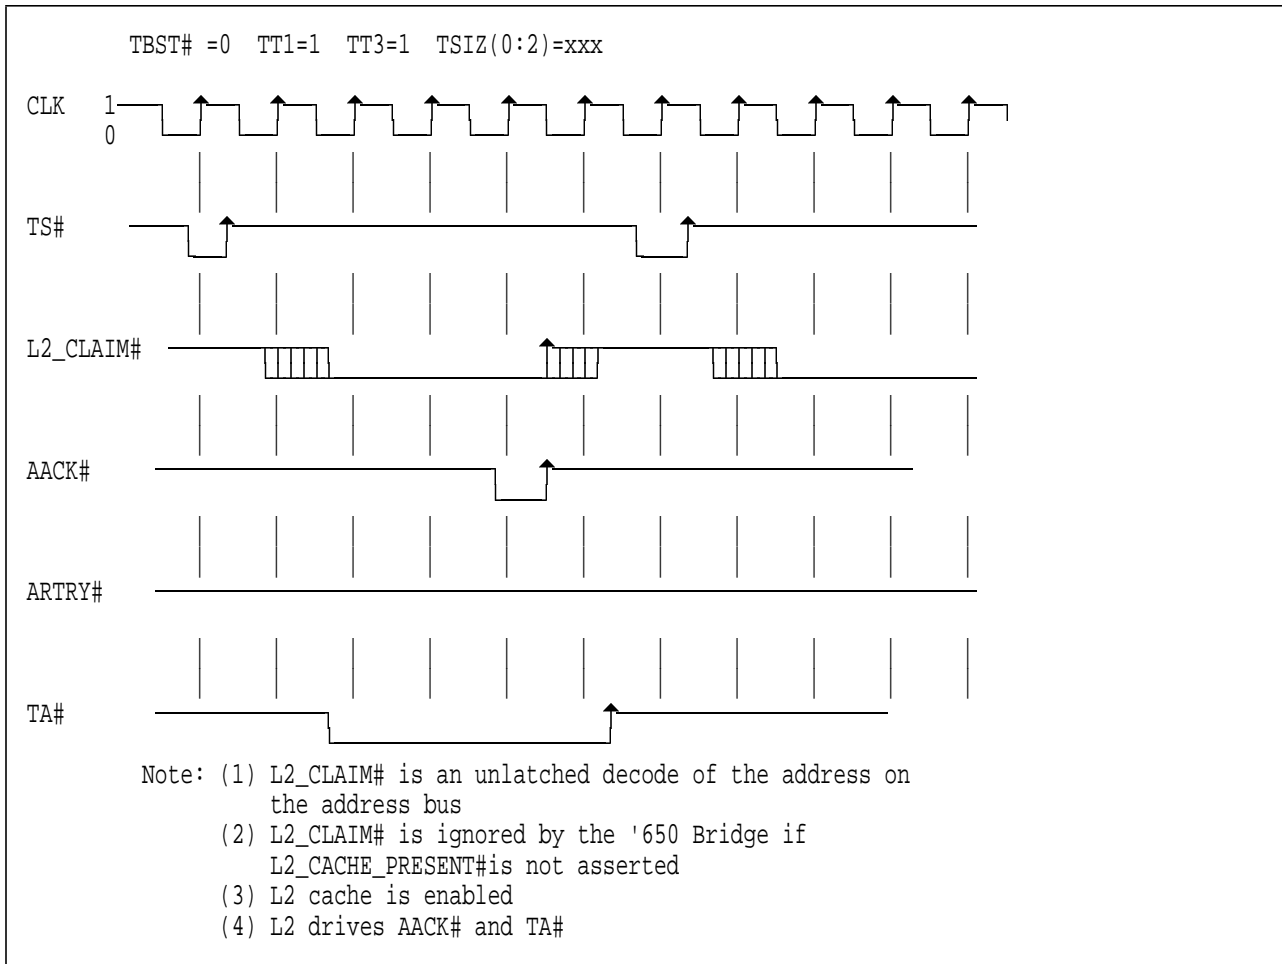 TBST# =0 TT1=1 TT3=1 TSIZ(0:2)=xxx
CLK 1
0
TS#
L2_CLAIM#
AACK#
ARTRY#
TA#
Note: (1) L2_CLAIM# is an unlatched decode of the address on
the address bus
(2) L2_CLAIM# is ignored by the '650 Bridge if
L2_CACHE_PRESENT#is not asserted
(3) L2 cache is enabled
(4) L2 drives AACK# and TA#